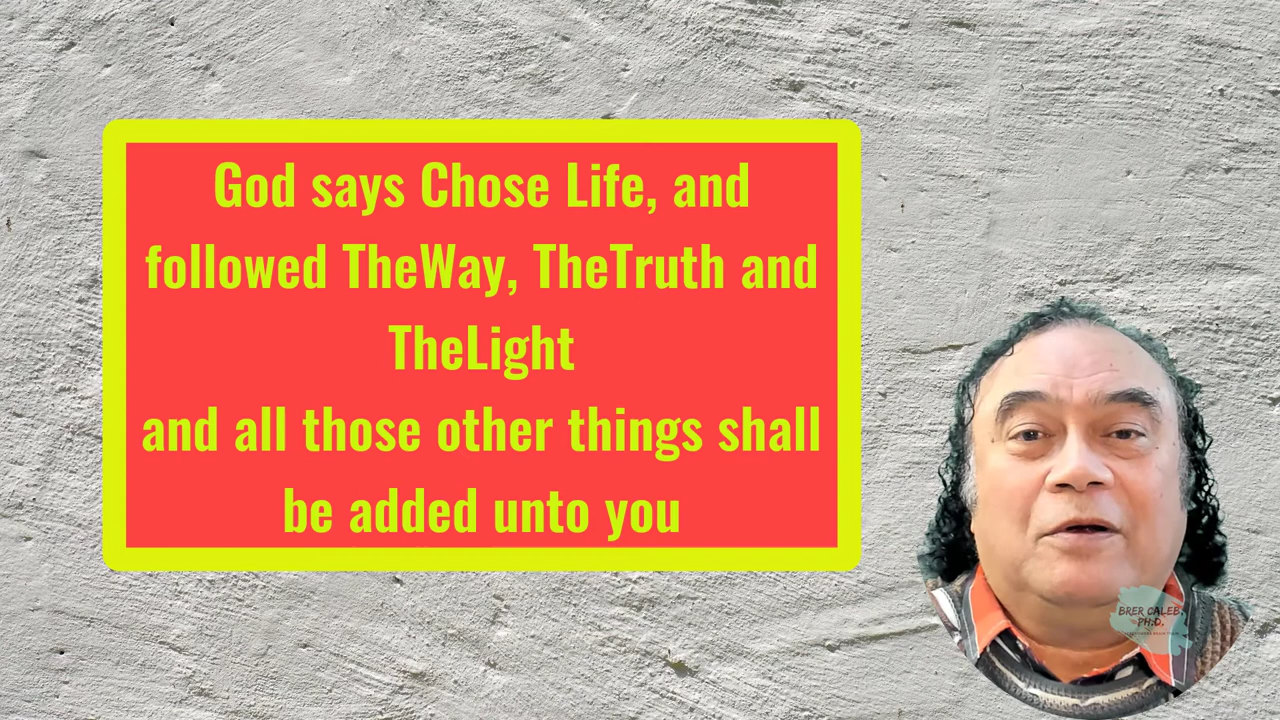 God says Chose Life, and
followed TheWay, TheTruth and
TheLight
and all those other things shall
be added unto you
BRER CALEB,
PH.D.